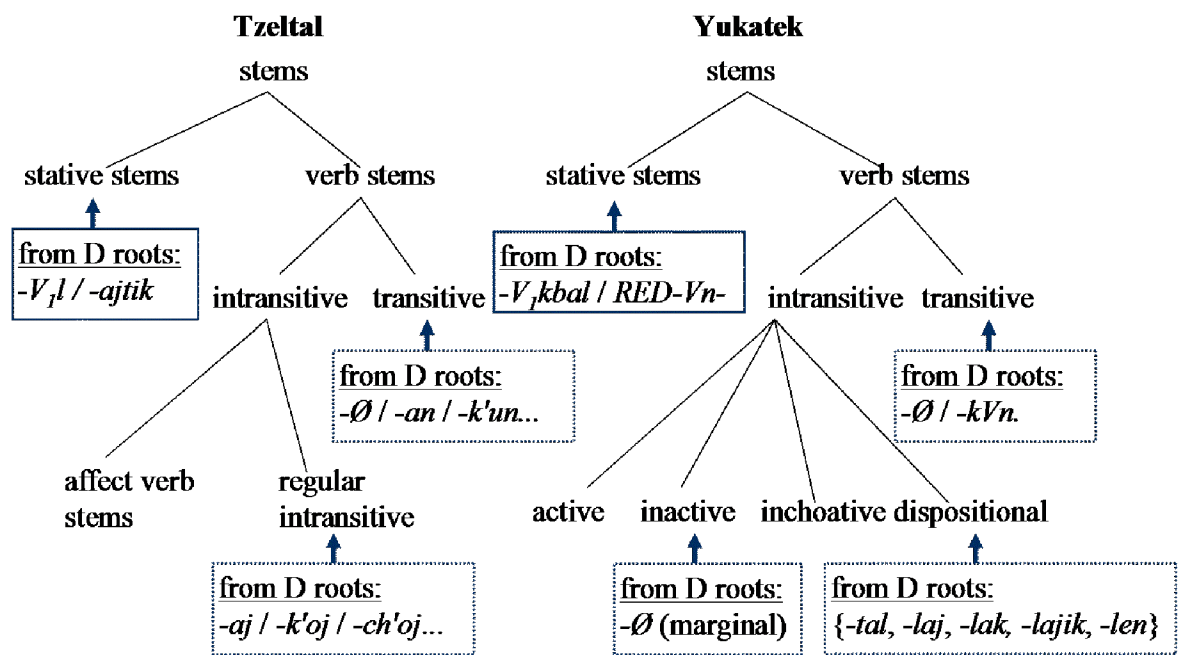 Tzeltal
stems
stative stems
verb stems
from D roots:
-V₁l / -ajtik
intransitive
transitive
from D roots:
-Ø / -an / -k'un...
affect verb
stems
regular
intransitive
from D roots:
-aj / -k'oj / -ch'oj...
Yukatek
stems
stative stems
verb stems
from D roots:
-V₁kbal / RED-Vn-
intransitive
transitive
from D roots:
-Ø / -kVn.
active
inactive
inchoative
dispositional
from D roots:
-Ø (marginal)
from D roots:
{-tal, -laj, -lak, -lajik, -len}